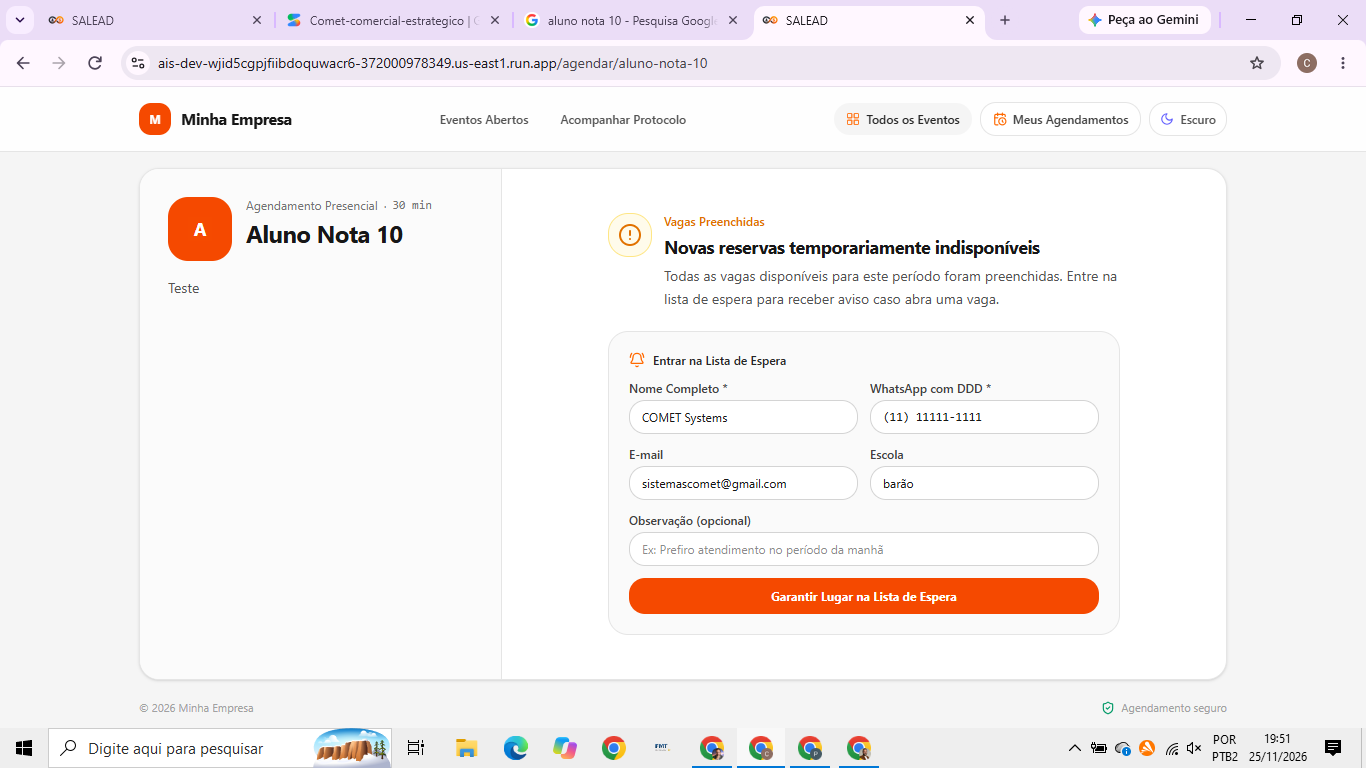 SALEAD
Comet-comercial-estrategico | G
aluno nota 10 - Pesquisa Google
SALEAD
Peça ao Gemini
ais-dev-wjid5cgpjfiibdoquwacr6-372000978349.us-east1.run.app/agendar/aluno-nota-10
C
M
Minha Empresa
Eventos Abertos
Acompanhar Protocolo
Todos os Eventos
Meus Agendamentos
Escuro
A
Agendamento Presencial · 30 min
Aluno Nota 10
Teste
Vagas Preenchidas
Novas reservas temporariamente indisponíveis
Todas as vagas disponíveis para este período foram preenchidas. Entre na
lista de espera para receber aviso caso abra uma vaga.
Entrar na Lista de Espera
Nome Completo *
WhatsApp com DDD *
COMET Systems
(11) 11111-1111
E-mail
Escola
sistemascomet@gmail.com
barão
Observação (opcional)
Ex: Prefiro atendimento no período da manhã
Garantir Lugar na Lista de Espera
© 2026 Minha Empresa
Agendamento seguro
Digite aqui para pesquisar
FMT
C
P
POR
PTB2
19:51
25/11/2026